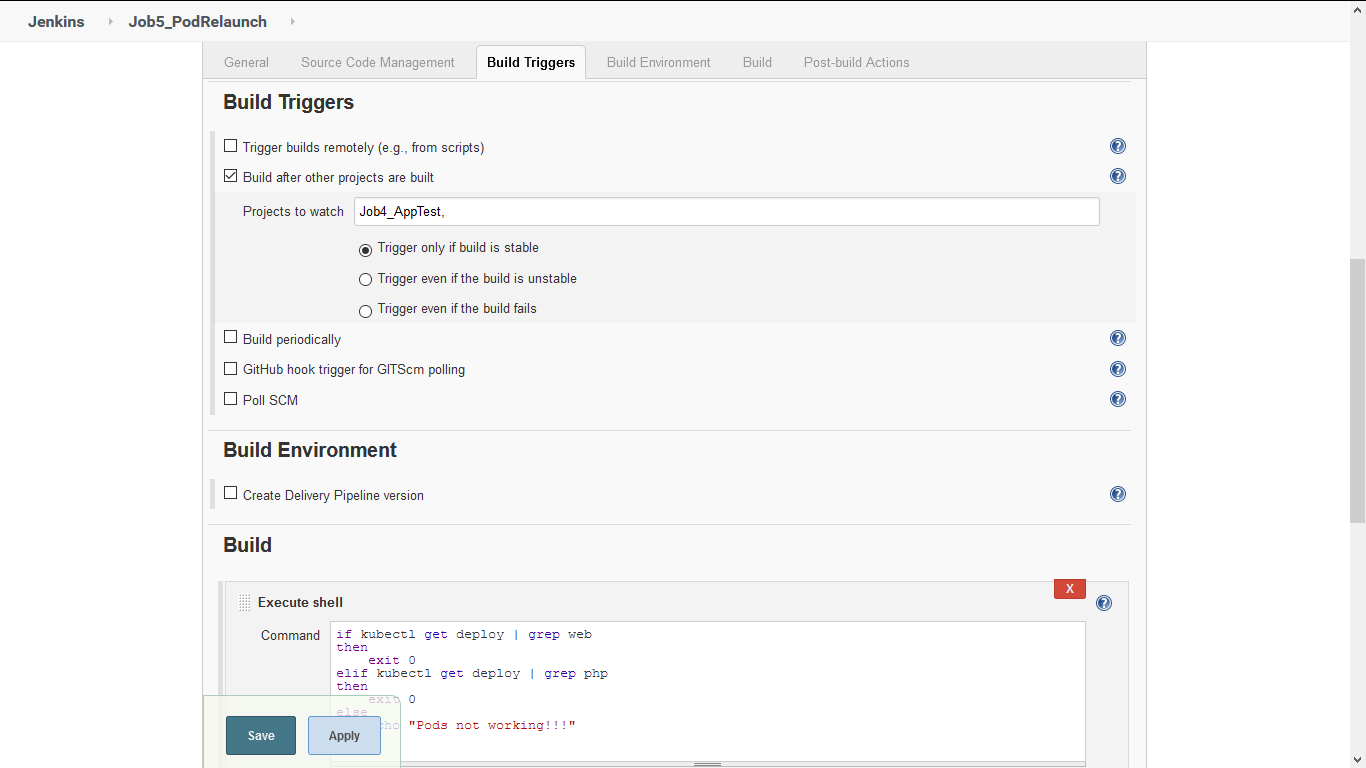 Jenkins Job5_PodRelaunch
General Source Code Management Build Triggers Build Environment Build Post-build Actions
Build Triggers
Trigger builds remotely (e.g., from scripts)
Build after other projects are built
Projects to watch Job4_AppTest,
Trigger only if build is stable
Trigger even if the build is unstable
Trigger even if the build fails
Build periodically
GitHub hook trigger for GITScm polling
Poll SCM
Build Environment
Create Delivery Pipeline version
Build
X
Execute shell
Command if kubectl get deploy | grep web
then
exit 0
elif kubectl get deploy | grep php
then
exit 0
else
cho "Pods not working!!!"
Save Apply